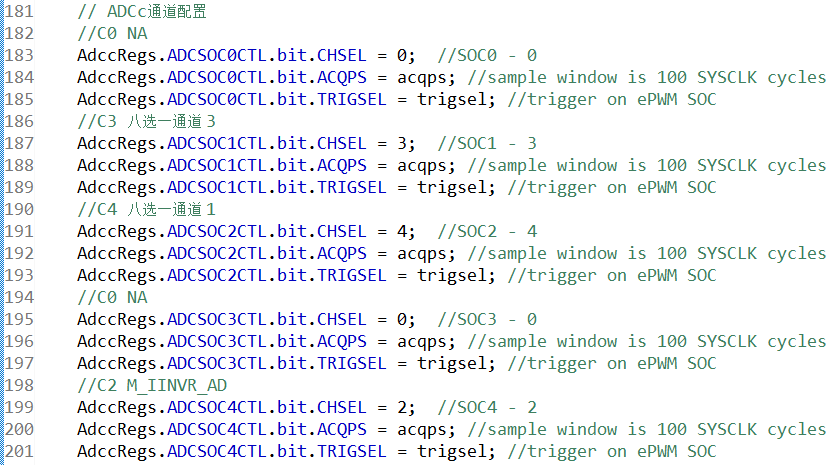 181 // ADCc通道配置
182 //C0 NA
183 AdccRegs.ADCSOC0CTL.bit.CHSEL = 0; //SOC0 - 0
184 AdccRegs.ADCSOC0CTL.bit.ACQPS = acqps; //sample window is 100 SYSCLK cycles
185 AdccRegs.ADCSOC0CTL.bit.TRIGSEL = trigsel; //trigger on ePWM SOC
186 //C3 八选一通道3
187 AdccRegs.ADCSOC1CTL.bit.CHSEL = 3; //SOC1 - 3
188 AdccRegs.ADCSOC1CTL.bit.ACQPS = acqps; //sample window is 100 SYSCLK cycles
189 AdccRegs.ADCSOC1CTL.bit.TRIGSEL = trigsel; //trigger on ePWM SOC
190 //C4 八选一通道1
191 AdccRegs.ADCSOC2CTL.bit.CHSEL = 4; //SOC2 - 4
192 AdccRegs.ADCSOC2CTL.bit.ACQPS = acqps; //sample window is 100 SYSCLK cycles
193 AdccRegs.ADCSOC2CTL.bit.TRIGSEL = trigsel; //trigger on ePWM SOC
194 //C0 NA
195 AdccRegs.ADCSOC3CTL.bit.CHSEL = 0; //SOC3 - 0
196 AdccRegs.ADCSOC3CTL.bit.ACQPS = acqps; //sample window is 100 SYSCLK cycles
197 AdccRegs.ADCSOC3CTL.bit.TRIGSEL = trigsel; //trigger on ePWM SOC
198 //C2 M_IINVR_AD
199 AdccRegs.ADCSOC4CTL.bit.CHSEL = 2; //SOC4 - 2
200 AdccRegs.ADCSOC4CTL.bit.ACQPS = acqps; //sample window is 100 SYSCLK cycles
201 AdccRegs.ADCSOC4CTL.bit.TRIGSEL = trigsel; //trigger on ePWM SOC